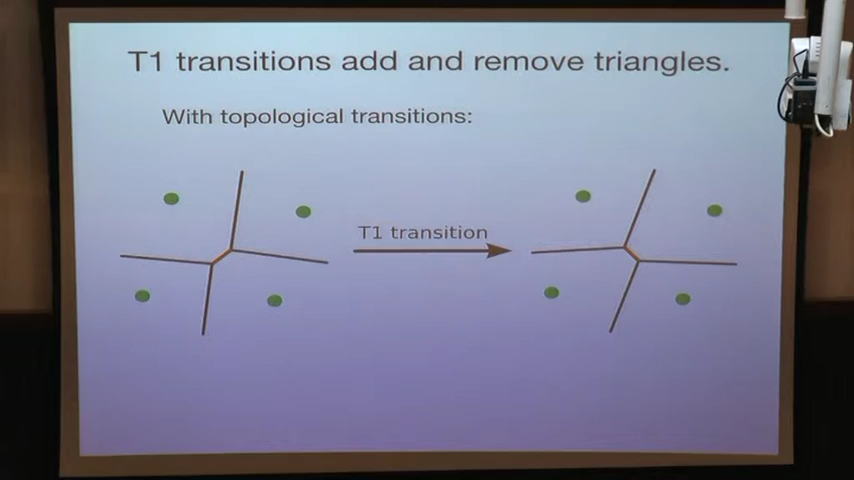 T1 transitions add and remove triangles.
With topological transitions:
T1 transition